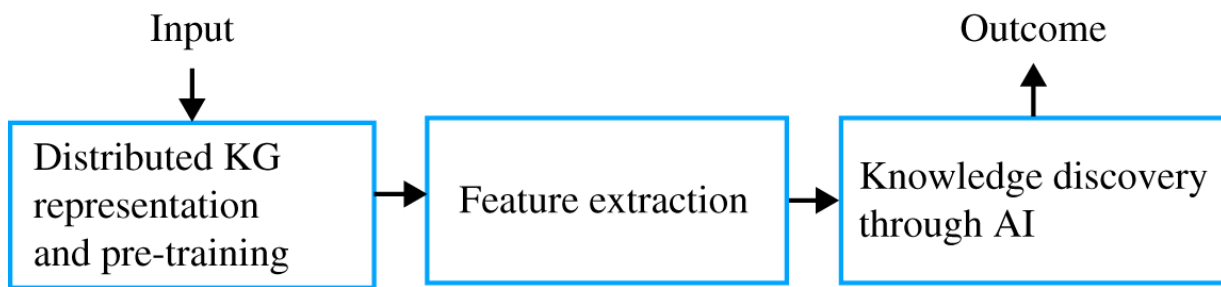 Input
Outcome
Distributed KG
representation
and pre-training
Feature extraction
Knowledge discovery
through AI